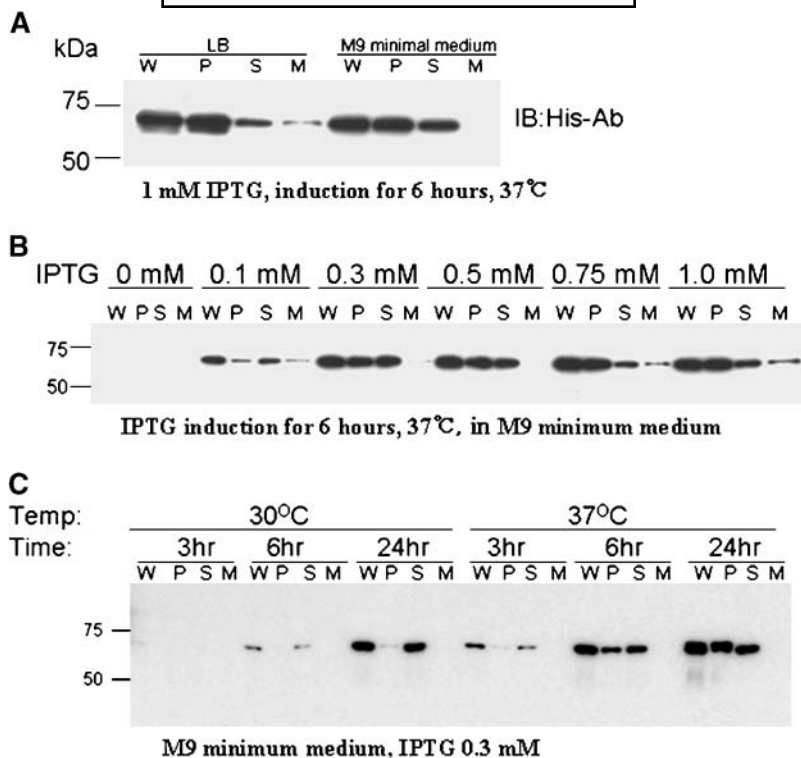 A
kDa
LB M9 minimal medium
W P S M W P S M
75
50
IB:His-Ab
1 mM IPTG, induction for 6 hours, 37℃
B
IPTG 0 mM 0.1 mM 0.3 mM 0.5 mM 0.75 mM 1.0 mM
W P S M W P S M W P S M W P S M W P S M W P S M
75
50
IPTG induction for 6 hours, 37℃, in M9 minimum medium
C
Temp: 30°C 37°C
Time: 3hr 6hr 24hr 3hr 6hr 24hr
W P S M W P S M W P S M W P S M W P S M W P S M
75
50
M9 minimum medium, IPTG 0.3 mM